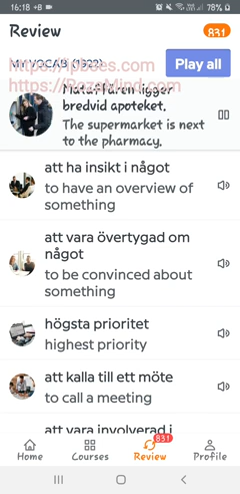 16:18 +B
78%
Review
831
MY VOCAB (1822)
Play all
https://ipeses.com
https://RezaMind.com
Mataffären ligger
bredvid apoteket.
The supermarket is next
to the pharmacy.
att ha insikt i något
to have an overview of
something
att vara övertygad om
något
to be convinced about
something
högsta prioritet
highest priority
att kalla till ett möte
to call a meeting
att vara involverad i
831
Home Courses Review Profile